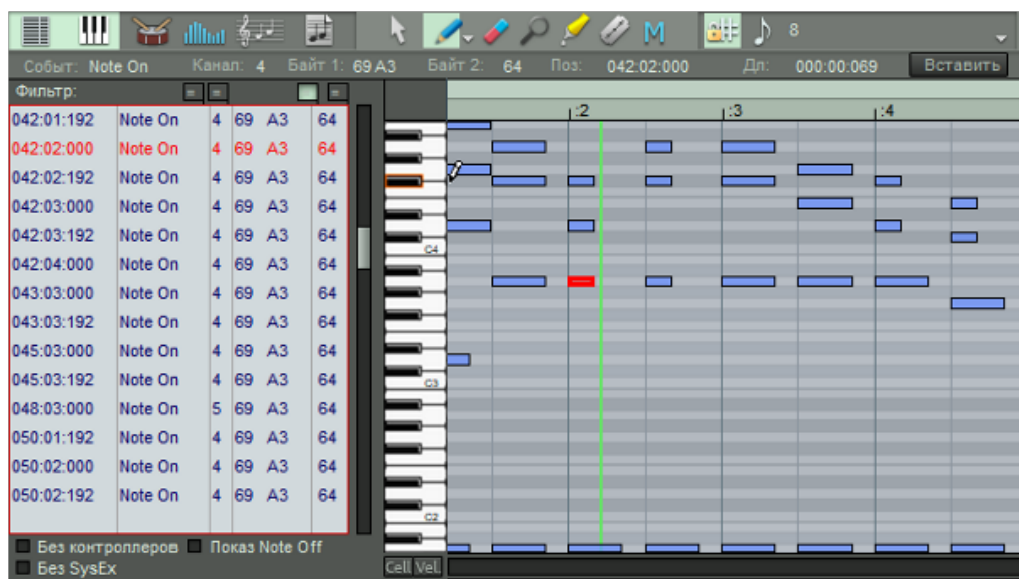 M 8
Событ: Note On Канал: 4 Байт 1: 69 A3 Байт 2: 64 Поз: 042:02:000 Дл: 000:00:069 Вставить
Фильтр: = = =
:2 :3 :4
042:01:192 Note On 4 69 A3 64
042:02:000 Note On 4 69 A3 64
042:02:192 Note On 4 69 A3 64
042:03:000 Note On 4 69 A3 64
042:03:192 Note On 4 69 A3 64
C4
042:04:000 Note On 4 69 A3 64
043:03:000 Note On 4 69 A3 64
043:03:192 Note On 4 69 A3 64
045:03:000 Note On 4 69 A3 64
045:03:192 Note On 4 69 A3 64
C3
048:03:000 Note On 5 69 A3 64
050:01:192 Note On 4 69 A3 64
050:02:000 Note On 4 69 A3 64
050:02:192 Note On 4 69 A3 64
C2
Без контроллеров Показ Note Off
Без SysEx
Cell Vel.